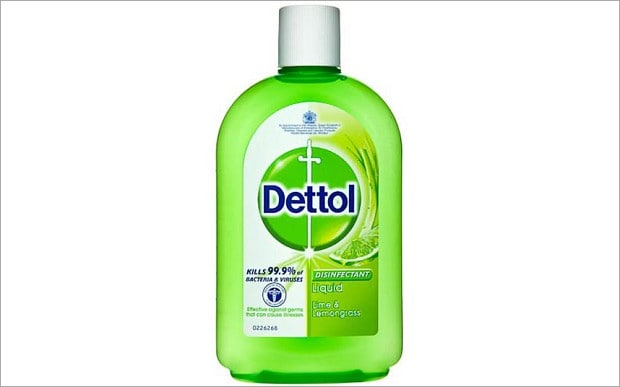 Dettol
KILLS 99.9% of
BACTERIA & VIRUSES
Effective against germs
that can cause illnesses
0226268
DISINFECTANT
Liquid
Lime &
Lemongrass